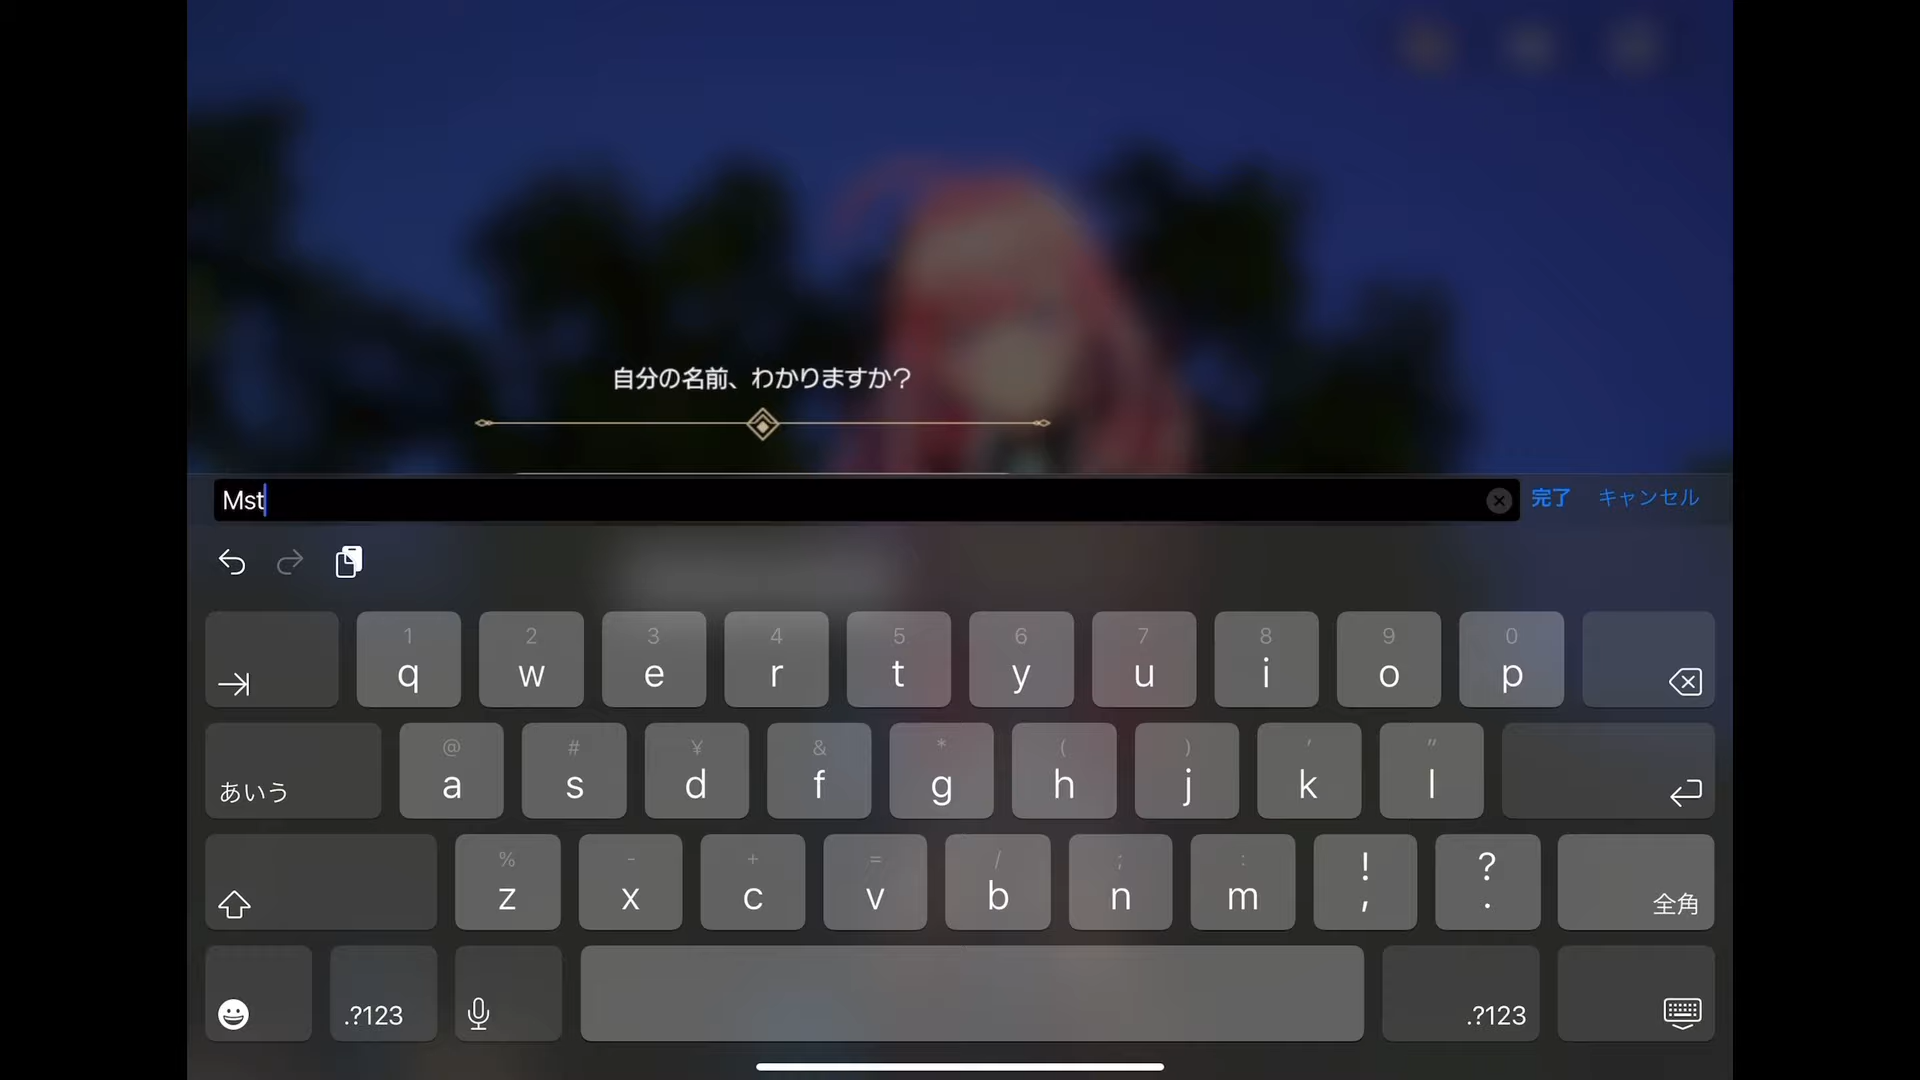 自分の名前、わかりますか?
Mst
完了 キャンセル
1 2 3 4 5 6 7 8 9 0
q w e r t y u i o p
@ # ¥ & * ( ) ′ ″
あいう a s d f g h j k l
% - + = / ; : ! ?
z x c v b n m , . 全角
.?123 .?123